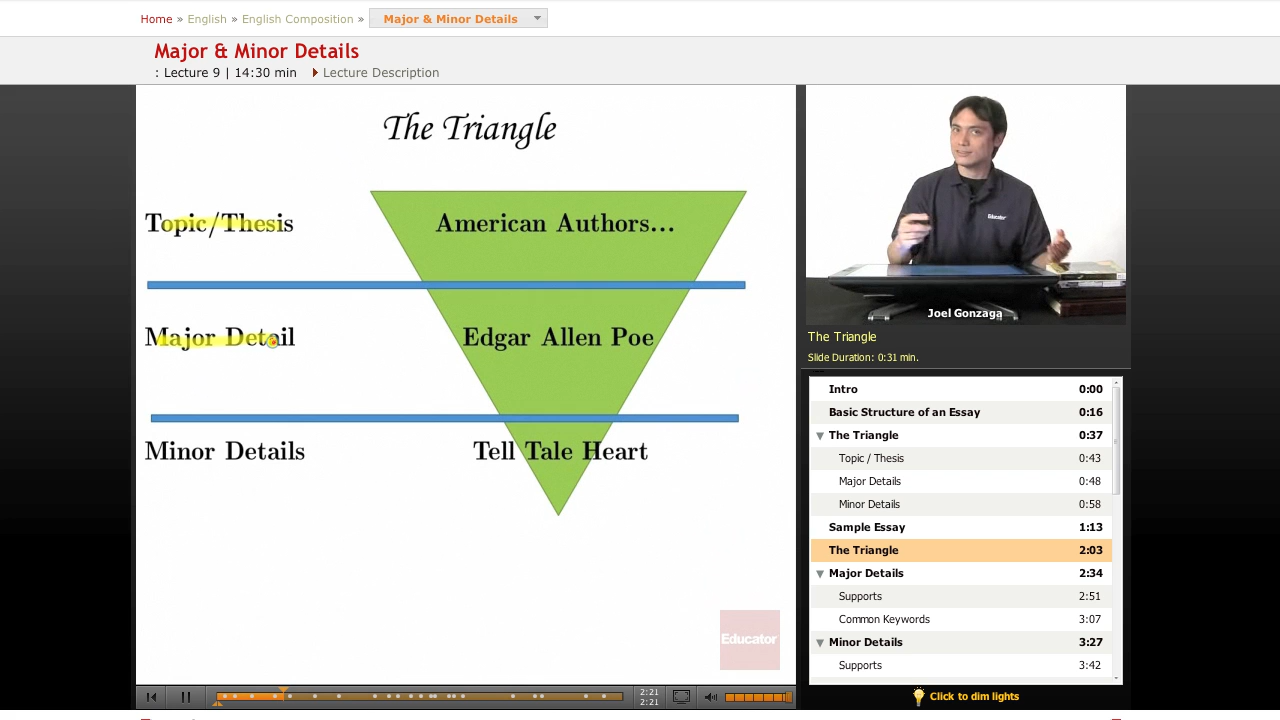 Home » English » English Composition » Major & Minor Details
Major & Minor Details
: Lecture 9 | 14:30 min Lecture Description
The Triangle
Topic/Thesis American Authors...
Major Detail Edgar Allen Poe
Minor Details Tell Tale Heart
Educator
2:21
2:21
Educator
Joel Gonzaga
The Triangle
Slide Duration: 0:31 min.
Intro 0:00
Basic Structure of an Essay 0:16
The Triangle 0:37
Topic / Thesis 0:43
Major Details 0:48
Minor Details 0:58
Sample Essay 1:13
The Triangle 2:03
Major Details 2:34
Supports 2:51
Common Keywords 3:07
Minor Details 3:27
Supports 3:42
Click to dim lights